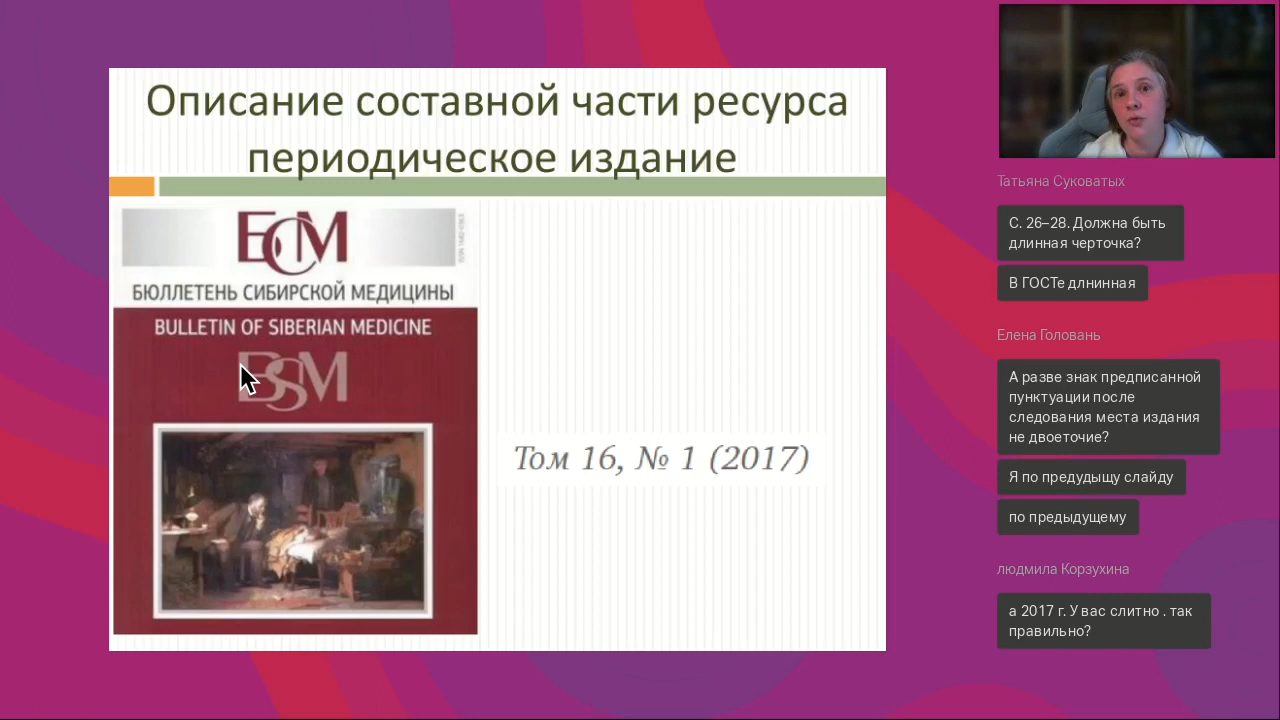 Описание составной части ресурса
периодическое издание
БСМ
БЮЛЛЕТЕНЬ СИБИРСКОЙ МЕДИЦИНЫ
BULLETIN OF SIBERIAN MEDICINE
BSM
Том 16, № 1 (2017)
Татьяна Суковатых
С. 26–28. Должна быть
длинная черточка?
В ГОСТе длнинная
Елена Головань
А разве знак предписанной
пунктуации после
следования места издания
не двоеточие?
Я по предудыщу слайду
по предыдущему
людмила Корзухина
а 2017 г. У вас слитно . так
правильно?